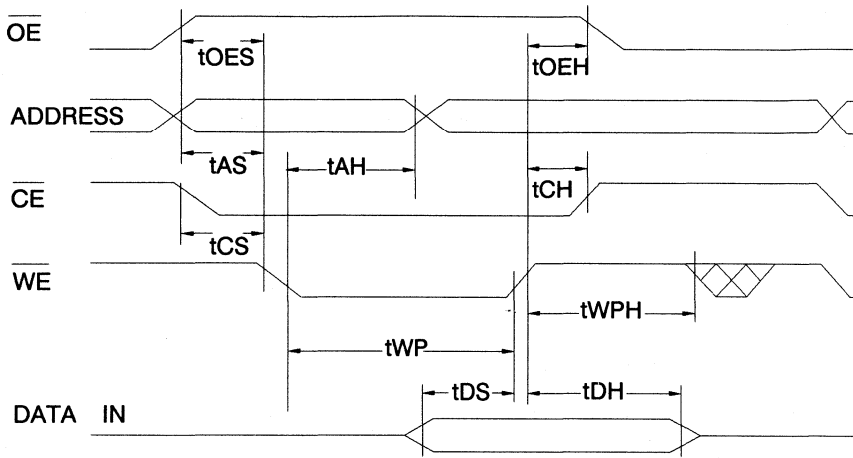 OE
tOES
tOEH
ADDRESS
tAS
tAH
tCH
CE
tCS
WE
tWPH
tWP
tDS
tDH
DATA IN